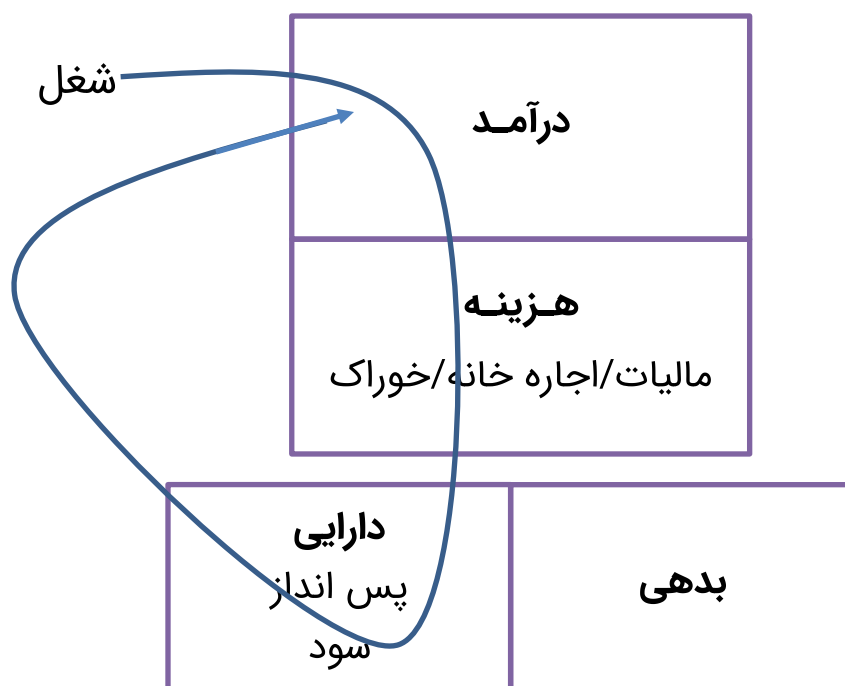 شغل
درآمـد
هـزینـه
مالیات/اجاره خانه/خوراک
دارایی
پس انداز
سود
بدهی